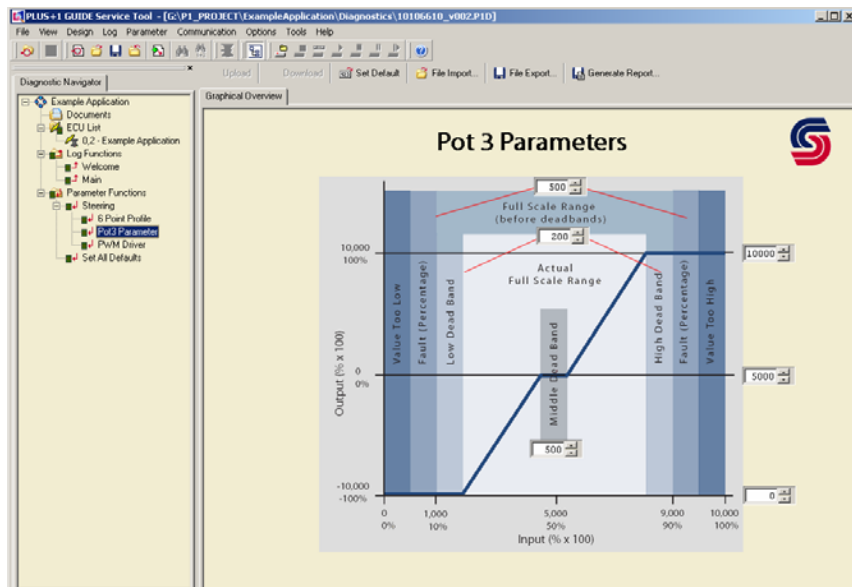 PLUS+1 GUIDE Service Tool - [G:\P1_PROJECT\ExampleApplication\Diagnostics\10106610_v002.P1D]
File View Design Log Parameter Communication Options Tools Help
Upload Download Set Default File Import... File Export... Generate Report...
Diagnostic Navigator
Example Application
Documents
ECU List
0,2 - Example Application
Log Functions
Welcome
Main
Parameter Functions
Steering
6 Point Profile
Pot3 Parameter
PWM Driver
Set All Defaults
Graphical Overview
Pot 3 Parameters
500
Full Scale Range
(before deadbands)
200
Actual
Full Scale Range
Value Too Low
Fault (Percentage)
Low Dead Band
Middle Dead Band
High Dead Band
Fault (Percentage)
Value Too High
500
10000
5000
0
Output (% x 100)
10,000
100%
0
0%
-10,000
-100%
0
0%
1,000
10%
5,000
50%
9,000
90%
10,000
100%
Input (% x 100)